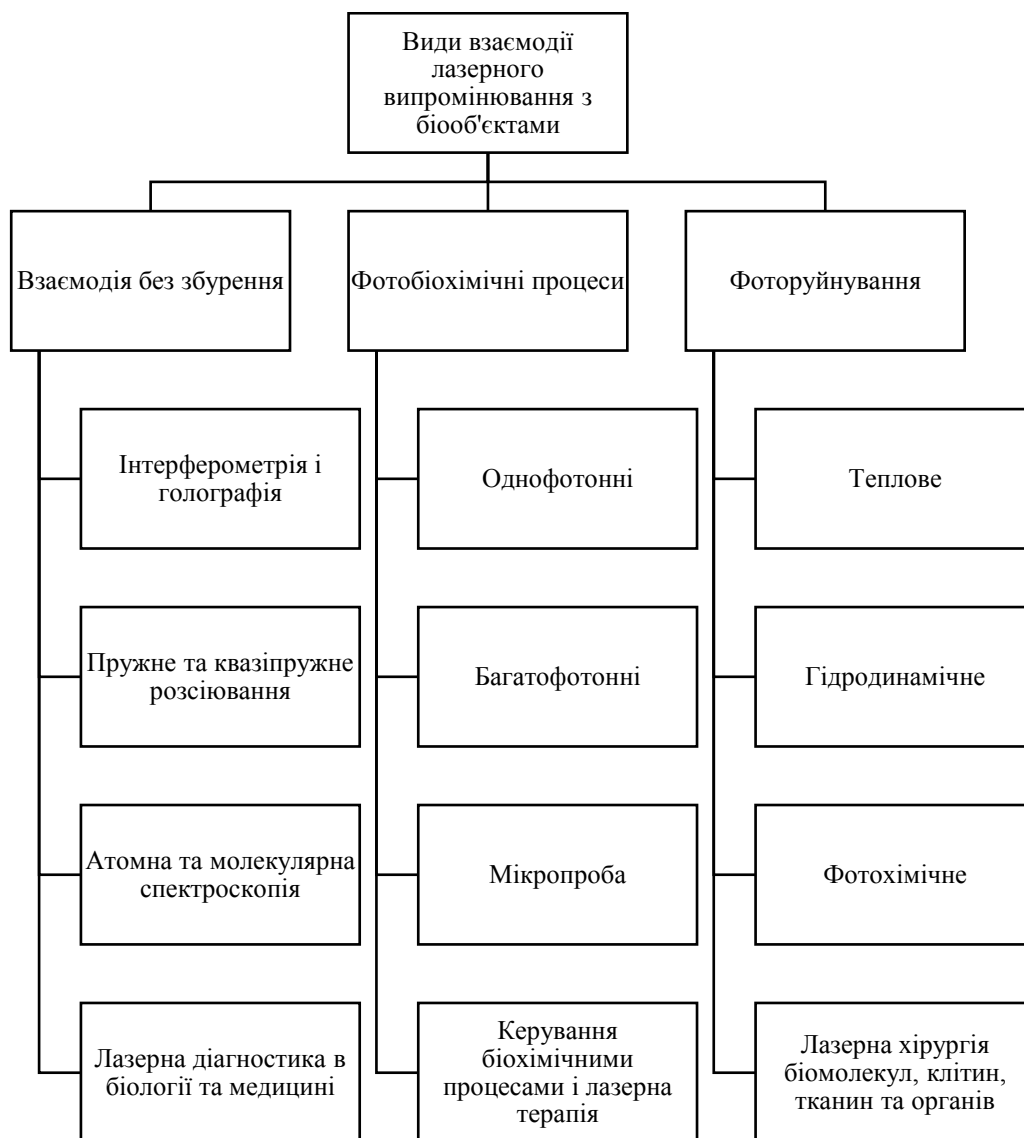 Види взаємодії
лазерного
випромінювання з
біооб'єктами
Взаємодія без збурення
Фотобіохімічні процеси
Фоторуйнування
Інтерферометрія і
голографія
Однофотонні
Теплове
Пружне та квазіпружне
розсіювання
Багатофотонні
Гідродинамічне
Атомна та молекулярна
спектроскопія
Мікропроба
Фотохімічне
Лазерна діагностика в
біології та медицині
Керування
біохімічними
процесами і лазерна
терапія
Лазерна хірургія
біомолекул, клітин,
тканин та органів